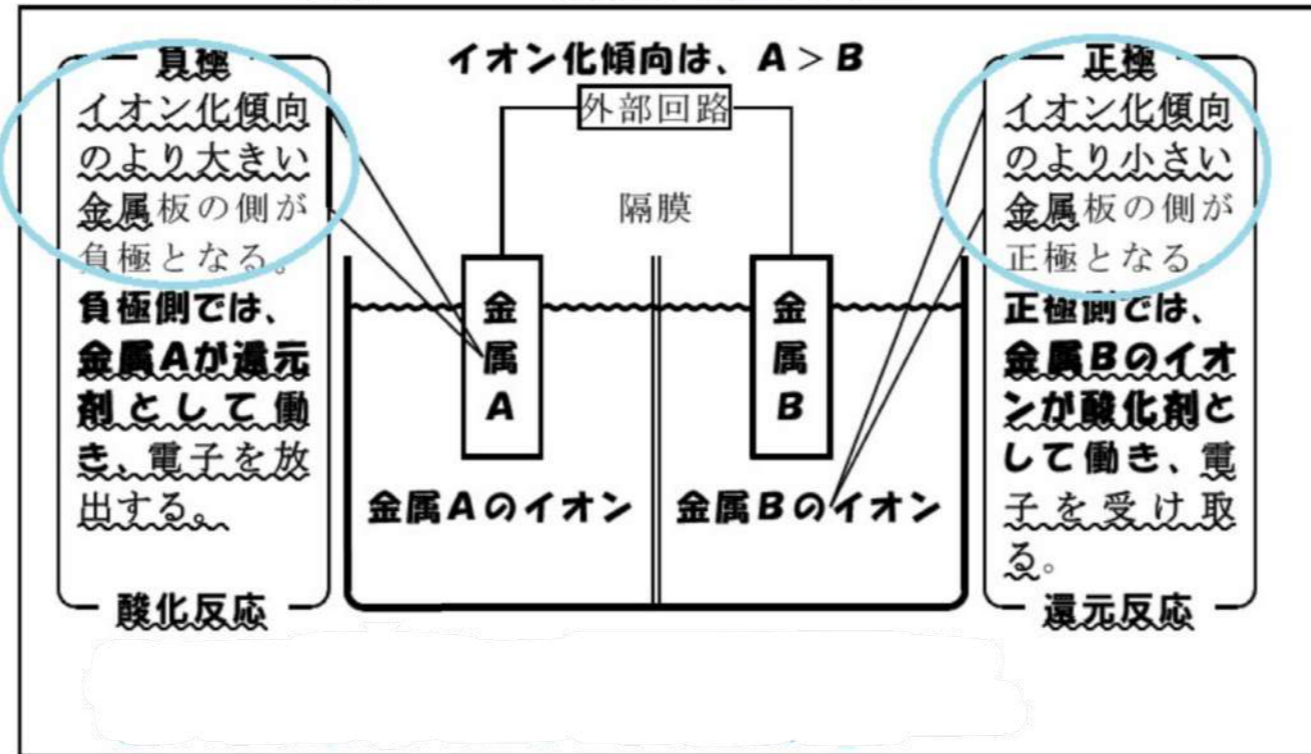 負極
イオン化傾向
のより大きい
金属板の側が
負極となる。
負極側では、
金属Aが還元
剤として働
き、電子を放
出する。
酸化反応
イオン化傾向は、A＞B
外部回路
隔膜
金属A
金属B
金属Aのイオン
金属Bのイオン
正極
イオン化傾向
のより小さい
金属板の側が
正極となる
正極側では、
金属Bのイオ
ンが酸化剤と
して働き、電
子を受け取
る。
還元反応